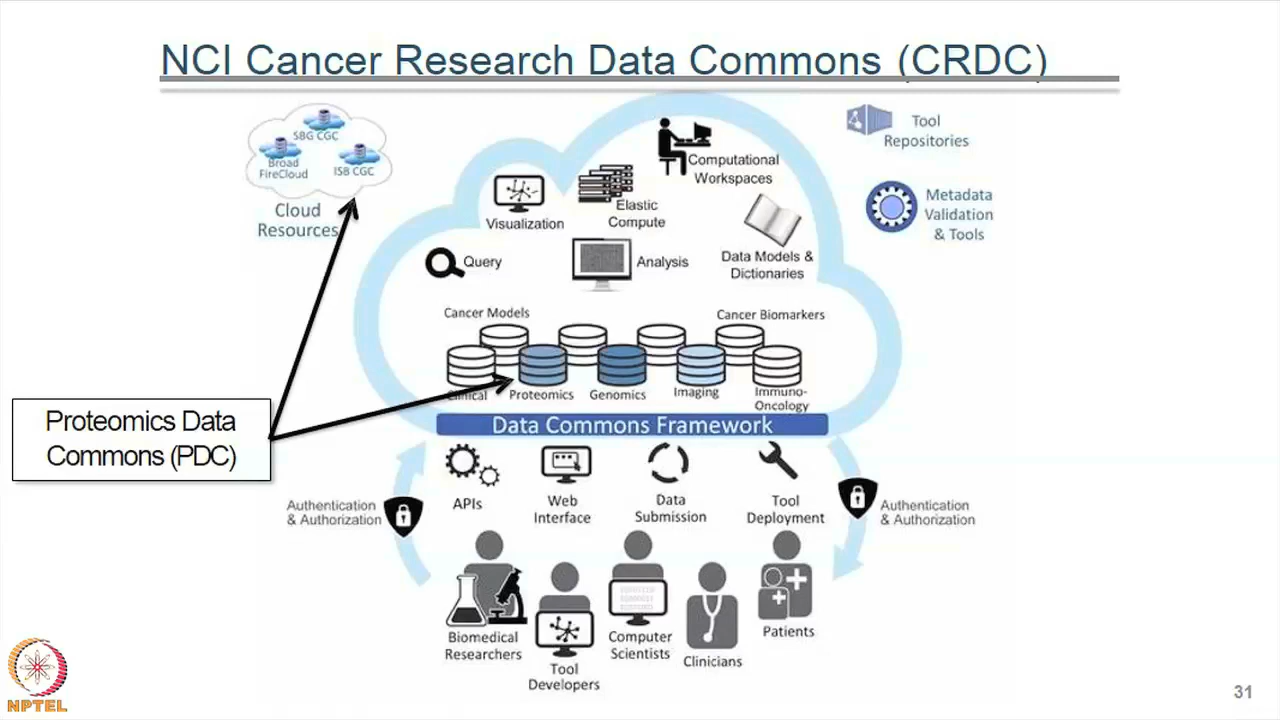 NCI Cancer Research Data Commons (CRDC)
SBG CGC
Broad
FireCloud
ISB CGC
Cloud
Resources
Computational
Workspaces
Elastic
Compute
Visualization
Query
Analysis
Data Models &
Dictionaries
Tool
Repositories
Metadata
Validation
& Tools
Cancer Models
Cancer Biomarkers
Clinical
Proteomics
Genomics
Imaging
Immuno-
Oncology
Data Commons Framework
Proteomics Data
Commons (PDC)
APIs
Web
Interface
Data
Submission
Tool
Deployment
Authentication
& Authorization
Authentication
& Authorization
Biomedical
Researchers
Tool
Developers
Computer
Scientists
Clinicians
Patients
NPTEL
31